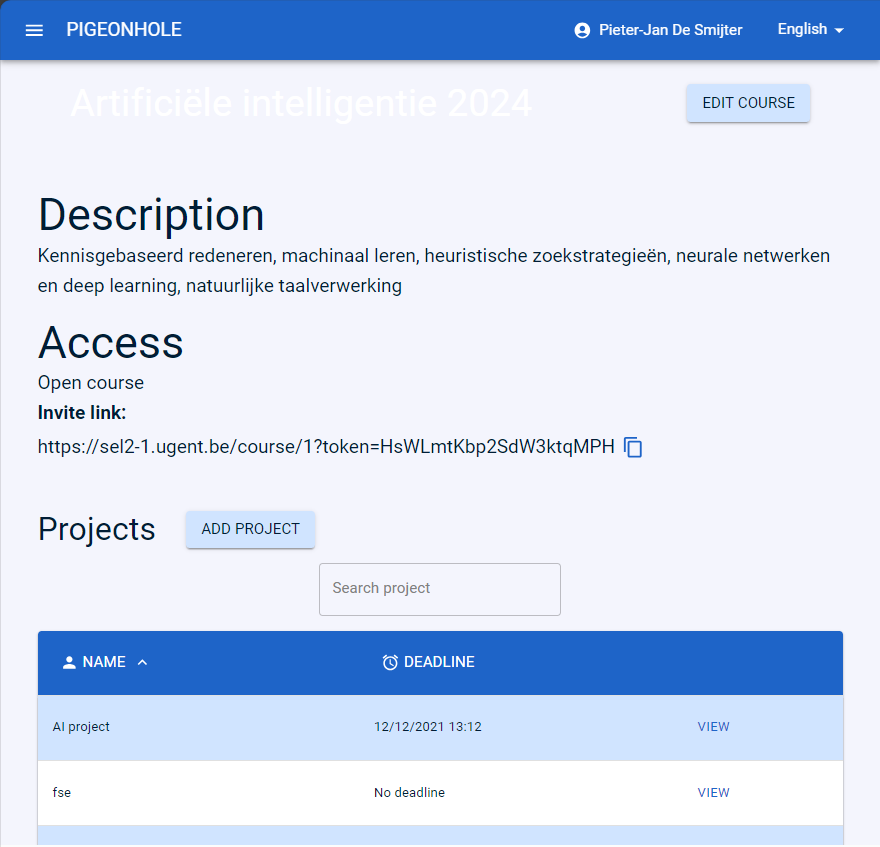 PIGEONHOLE
Pieter-Jan De Smijter
English
Artificiële intelligentie 2024
EDIT COURSE
Description
Kennisgebaseerd redeneren, machinaal leren, heuristische zoekstrategieën, neurale netwerken
en deep learning, natuurlijke taalverwerking
Access
Open course
Invite link:
https://sel2-1.ugent.be/course/1?token=HsWLmtKbp2SdW3ktqMPH
Projects
ADD PROJECT
Search project
NAME
DEADLINE
AI project
12/12/2021 13:12
VIEW
fse
No deadline
VIEW